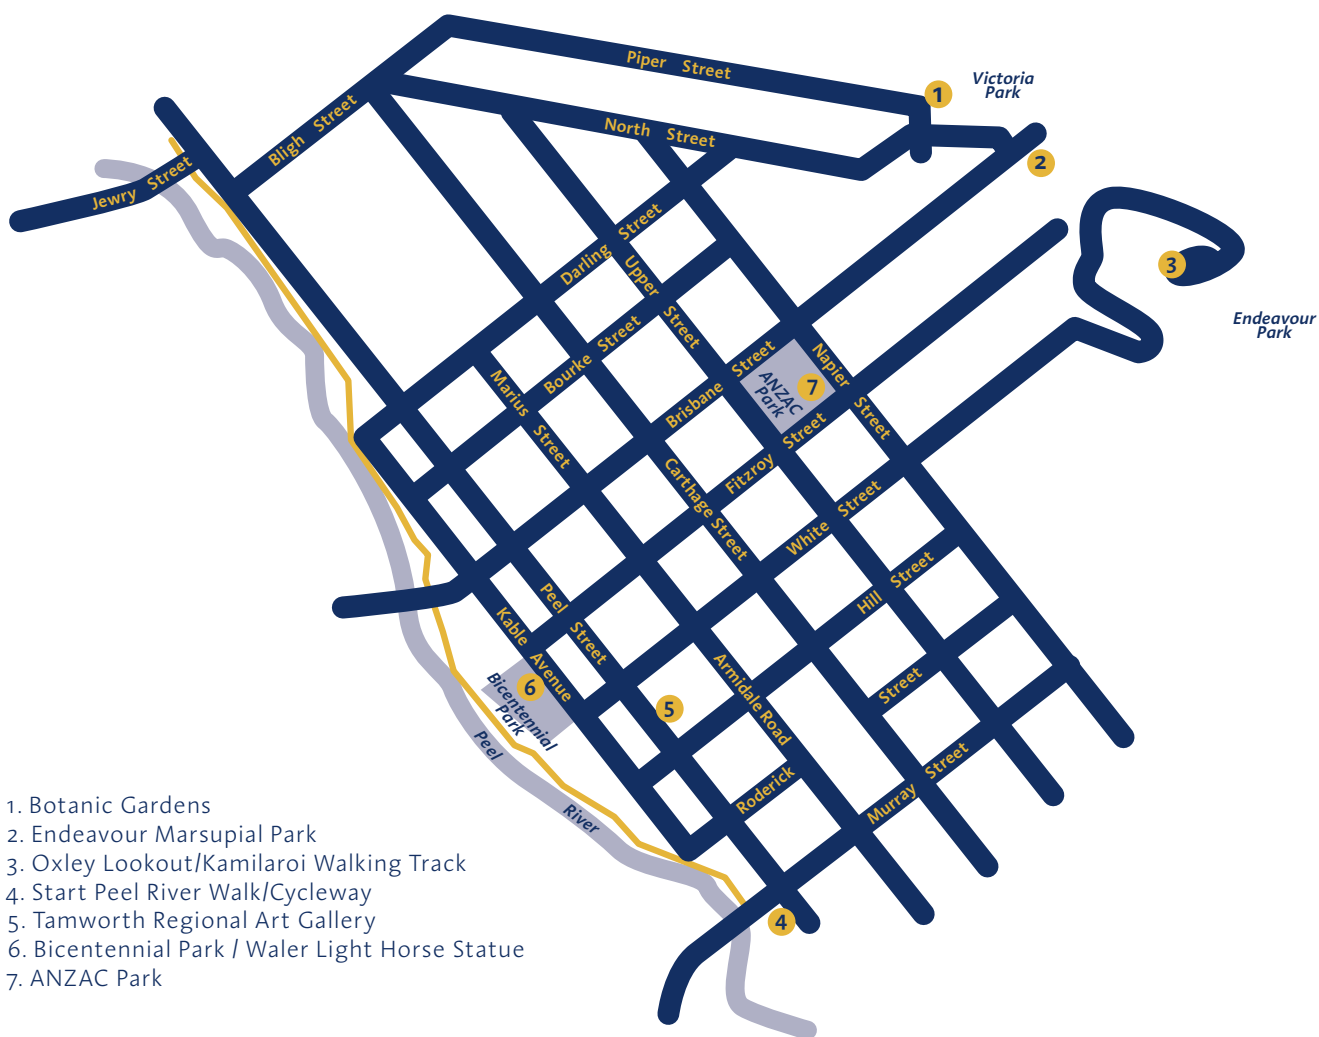 Piper Street
Victoria
Park
1
North Street
Bligh Street
2
Jewry Street
Darling Street
Upper Street
3
Endeavour
Park
Bourke Street
Marius Street
Brisbane Street
Napier Street
ANZAC
Park
7
Fitzroy Street
Carthage Street
White Street
Hill Street
Peel Street
Kable Avenue
6
Bicentennial
Park
5
Armidale Road
Street
Roderick
Murray Street
Peel River
4
1. Botanic Gardens
2. Endeavour Marsupial Park
3. Oxley Lookout/Kamilaroi Walking Track
4. Start Peel River Walk/Cycleway
5. Tamworth Regional Art Gallery
6. Bicentennial Park / Waler Light Horse Statue
7. ANZAC Park